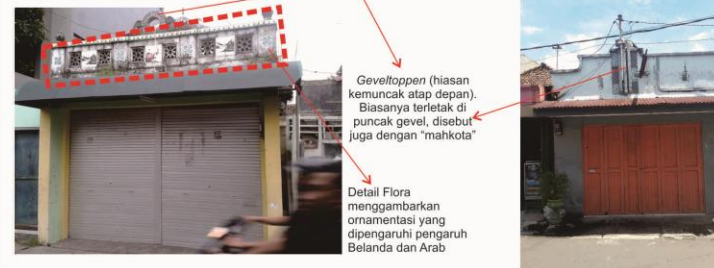 Geveltoppen (hiasan
kemuncak atap depan).
Biasanya terletak di
puncak gevel, disebut
juga dengan “mahkota”
Detail Flora
menggambarkan
ornamentasi yang
dipengaruhi pengaruh
Belanda dan Arab